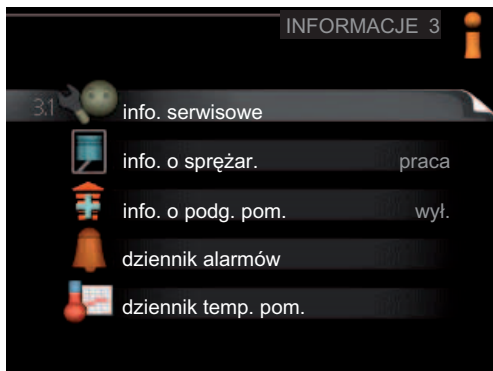 INFORMACJE 3
3.1 info. serwisowe
info. o sprężar. praca
info. o podg. pom. wył.
dziennik alarmów
dziennik temp. pom.